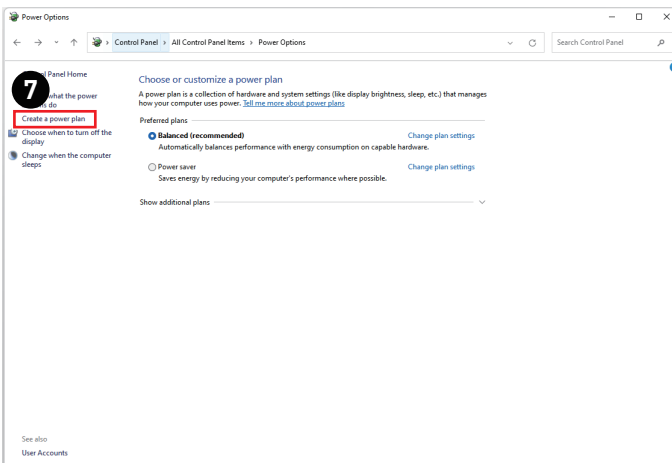 Power Options
Control Panel > All Control Panel Items > Power Options
Search Control Panel
7
Panel Home
what the power
do
Create a power plan
Choose when to turn off the
display
Change when the computer
sleeps
Choose or customize a power plan
A power plan is a collection of hardware and system settings (like display brightness, sleep, etc.) that manages
how your computer uses power. Tell me more about power plans
Preferred plans
Balanced (recommended) Change plan settings
Automatically balances performance with energy consumption on capable hardware.
Power saver Change plan settings
Saves energy by reducing your computer's performance where possible.
Show additional plans
See also
User Accounts